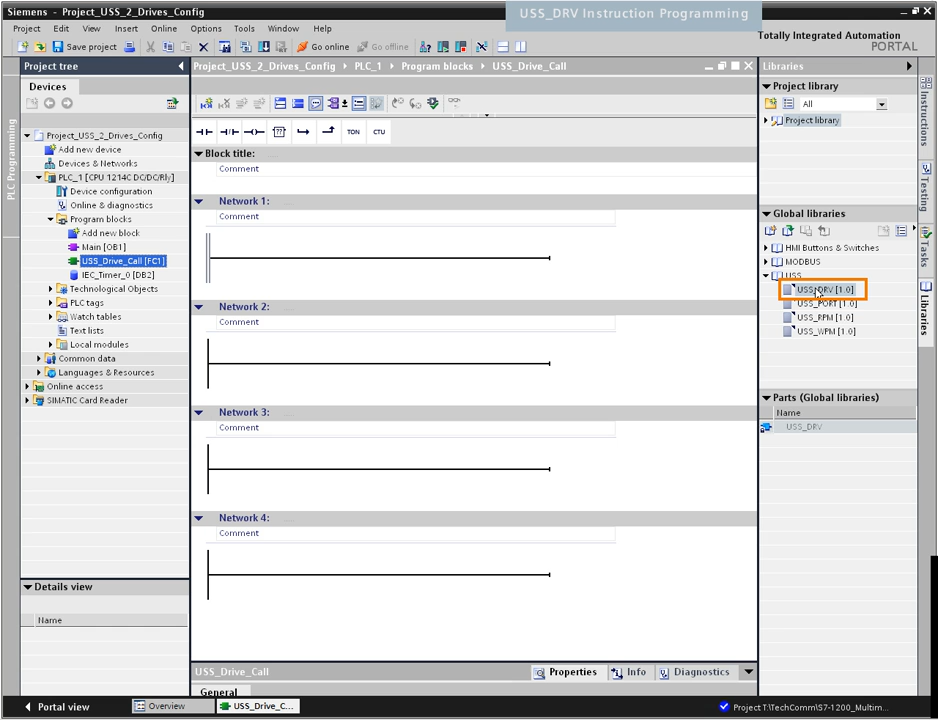 Siemens - Project_USS_2_Drives_Config
USS_DRV Instruction Programming
Project Edit View Insert Online Options Tools Window Help
Totally Integrated Automation
PORTAL
Save project Go online Go offline
Project tree
Project_USS_2_Drives_Config PLC_1 Program blocks USS_Drive_Call
Libraries
Devices
Project library
All
Project library
PLC Programming
Project_USS_2_Drives_Config
Add new device
Devices & Networks
PLC_1 [CPU 1214C DC/DC/Rly]
Device configuration
Online & diagnostics
Program blocks
Add new block
Main [OB1]
USS_Drive_Call [FC1]
IEC_Timer_0 [DB2]
Technological Objects
PLC tags
Watch tables
Text lists
Local modules
Common data
Languages & Resources
Online access
SIMATIC Card Reader
Details view
Name
TON CTU
Block title:
Comment
Network 1:
Comment
Network 2:
Comment
Network 3:
Comment
Network 4:
Comment
USS_Drive_Call
Properties Info Diagnostics
General
Global libraries
HMI Buttons & Switches
MODBUS
USS
USS_DRV [1.0]
USS_PORT [1.0]
USS_RPM [1.0]
USS_WPM [1.0]
Parts (Global libraries)
Name
USS_DRV
Instructions
Testing
Tasks
Libraries
Portal view Overview USS_Drive_C... Project T:\TechComm\S7-1200_Multim...